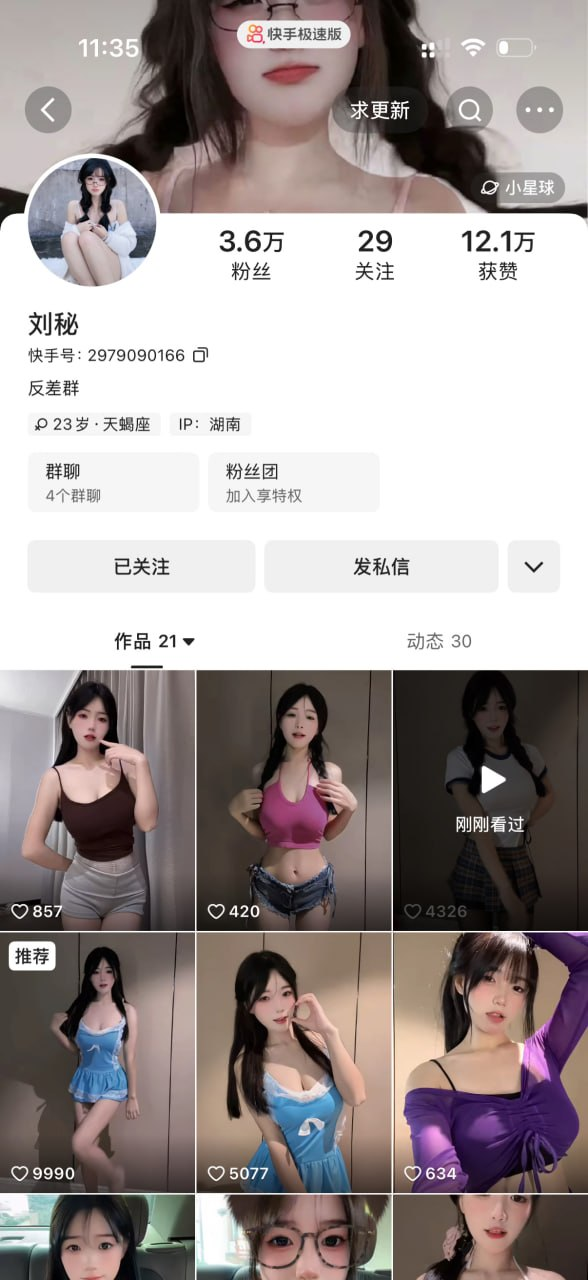 11:35
快手极速版
求更新
小星球
3.6万
29
12.1万
粉丝
关注
获赞
刘秘
快手号：2979090166
反差群
23岁·天蝎座
IP：湖南
群聊
4个群聊
粉丝团
加入享特权
已关注
发私信
作品 21
动态 30
857
420
刚刚看过
4326
推荐
9990
5077
634